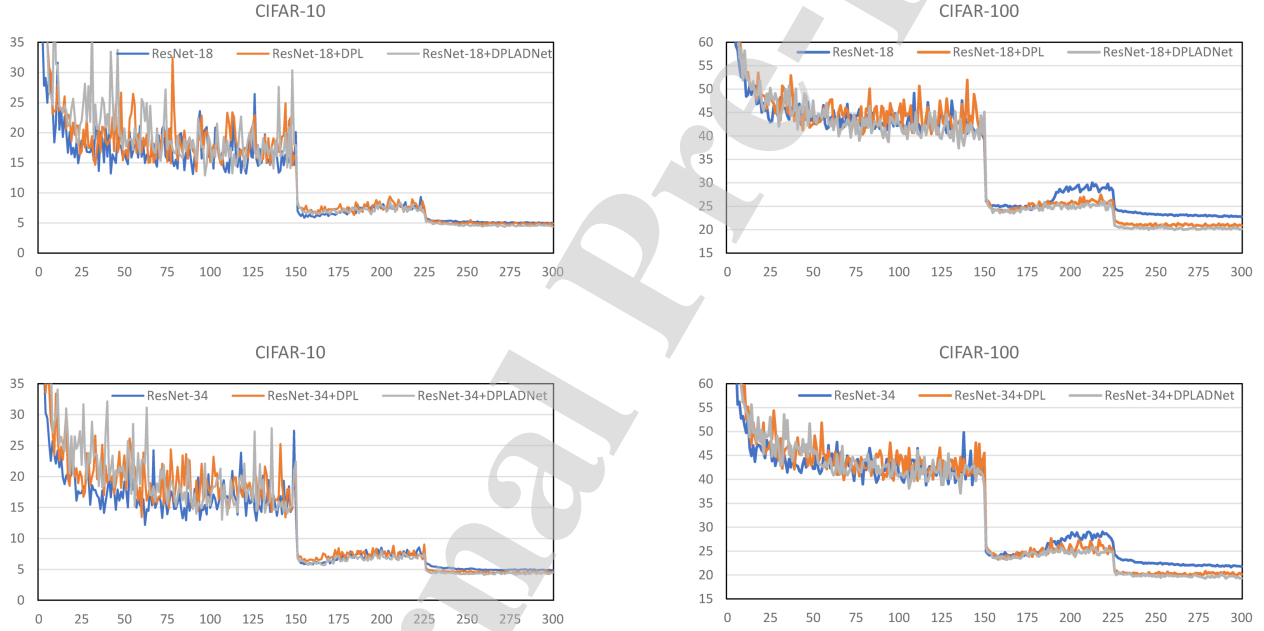 CIFAR-10
35
30
25
20
15
10
5
0
ResNet-18 ResNet-18+DPL ResNet-18+DPLADNet
0 25 50 75 100 125 150 175 200 225 250 275 300
CIFAR-100
60
55
50
45
40
35
30
25
20
15
ResNet-18 ResNet-18+DPL ResNet-18+DPLADNet
0 25 50 75 100 125 150 175 200 225 250 275 300
CIFAR-10
35
30
25
20
15
10
5
0
ResNet-34 ResNet-34+DPL ResNet-34+DPLADNet
0 25 50 75 100 125 150 175 200 225 250 275 300
CIFAR-100
60
55
50
45
40
35
30
25
20
15
ResNet-34 ResNet-34+DPL ResNet-34+DPLADNet
0 25 50 75 100 125 150 175 200 225 250 275 300
rnal Pre-